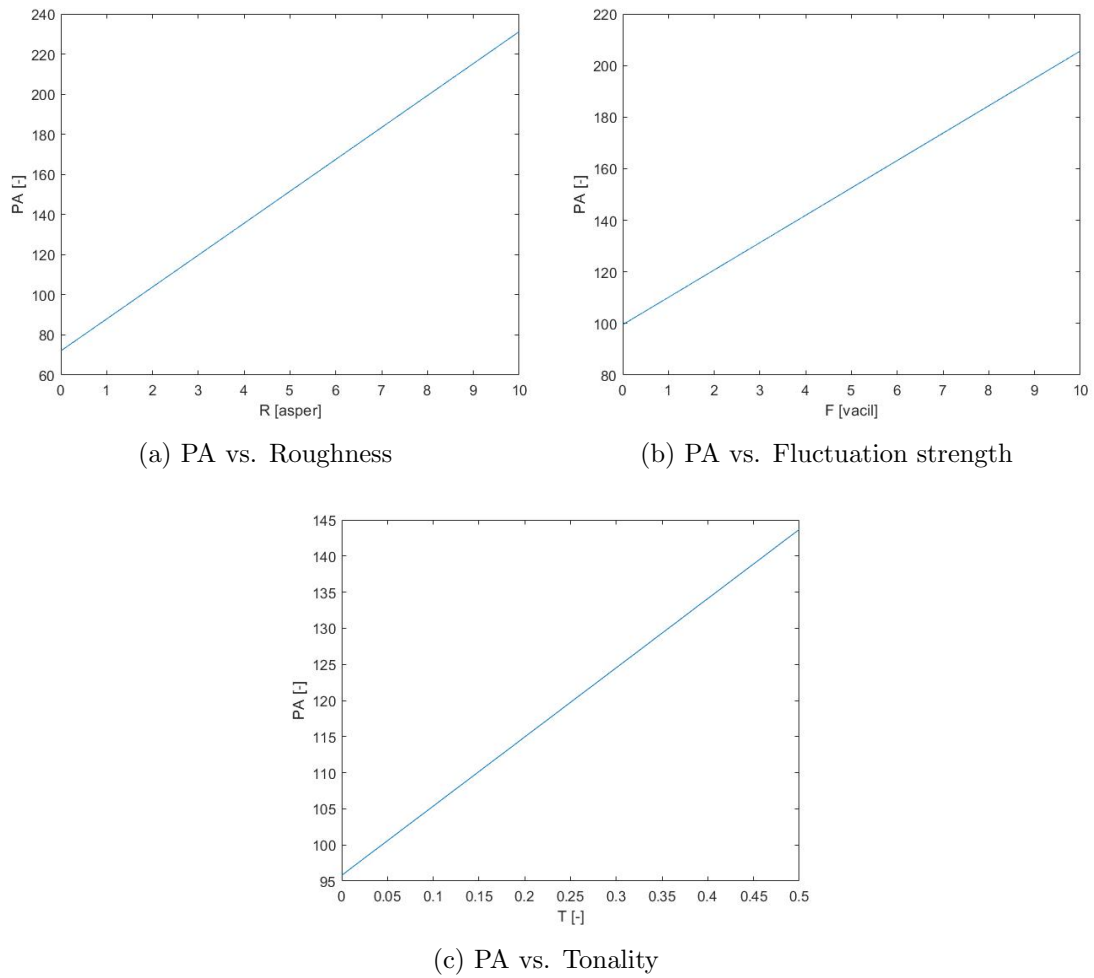 240
220
200
180
160
140
120
100
80
60
PA [-]
0 1 2 3 4 5 6 7 8 9 10
R [asper]
(a) PA vs. Roughness
220
200
180
160
140
120
100
80
PA [-]
0 1 2 3 4 5 6 7 8 9 10
F [vacil]
(b) PA vs. Fluctuation strength
145
140
135
130
125
120
115
110
105
100
95
PA [-]
0 0.05 0.1 0.15 0.2 0.25 0.3 0.35 0.4 0.45 0.5
T [-]
(c) PA vs. Tonality